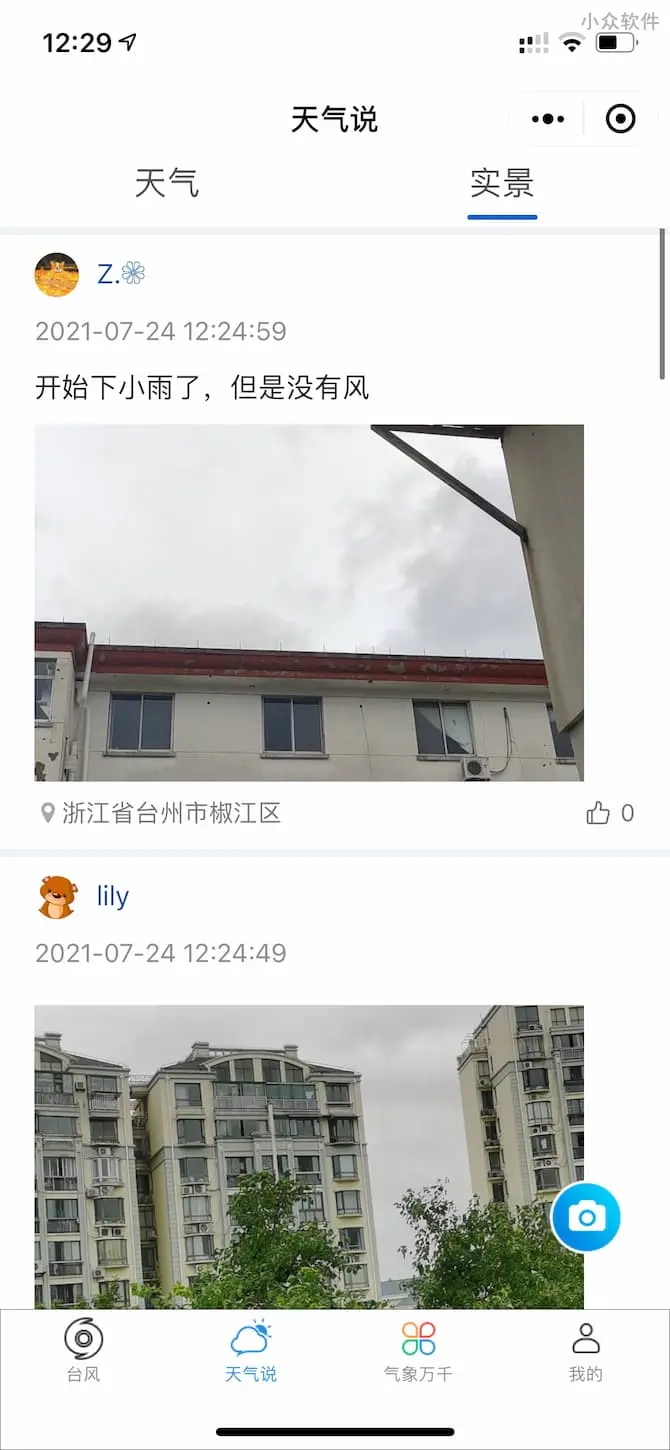 小众软件
12:29
天气说
天气
实景
Z.
2021-07-24 12:24:59
开始下小雨了，但是没有风
浙江省台州市椒江区
0
lily
2021-07-24 12:24:49
台风
天气说
气象万千
我的